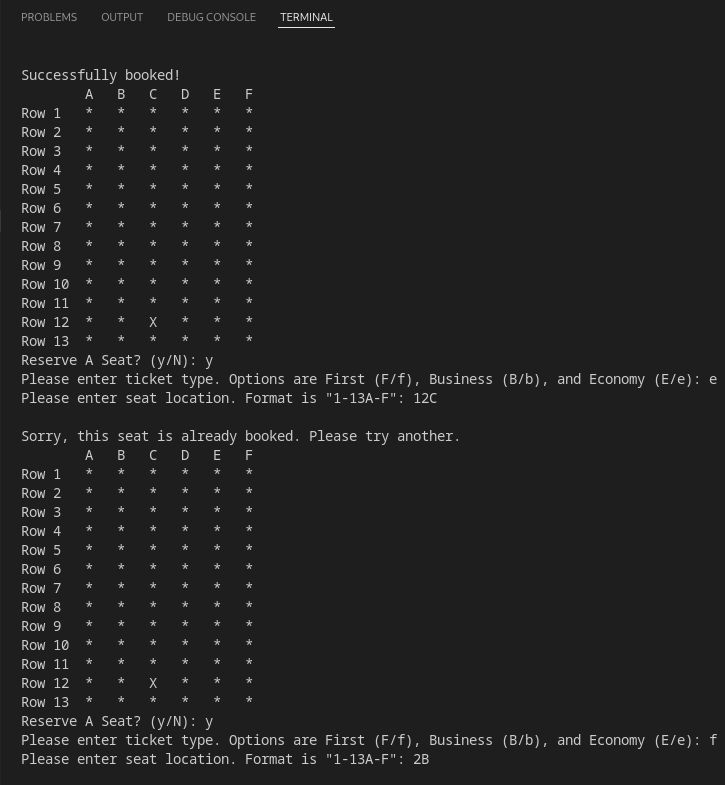 PROBLEMS OUTPUT DEBUG CONSOLE TERMINAL
Successfully booked!
A B C D E F
Row 1 * * * * * *
Row 2 * * * * * *
Row 3 * * * * * *
Row 4 * * * * * *
Row 5 * * * * * *
Row 6 * * * * * *
Row 7 * * * * * *
Row 8 * * * * * *
Row 9 * * * * * *
Row 10 * * * * * *
Row 11 * * * * * *
Row 12 * * X * * *
Row 13 * * * * * *
Reserve A Seat? (y/N): y
Please enter ticket type. Options are First (F/f), Business (B/b), and Economy (E/e): e
Please enter seat location. Format is "1-13A-F": 12C
Sorry, this seat is already booked. Please try another.
A B C D E F
Row 1 * * * * * *
Row 2 * * * * * *
Row 3 * * * * * *
Row 4 * * * * * *
Row 5 * * * * * *
Row 6 * * * * * *
Row 7 * * * * * *
Row 8 * * * * * *
Row 9 * * * * * *
Row 10 * * * * * *
Row 11 * * * * * *
Row 12 * * X * * *
Row 13 * * * * * *
Reserve A Seat? (y/N): y
Please enter ticket type. Options are First (F/f), Business (B/b), and Economy (E/e): f
Please enter seat location. Format is "1-13A-F": 2B